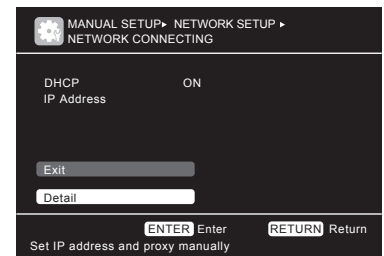 MANUAL SETUP▸ NETWORK SETUP ▸
NETWORK CONNECTING
DHCP ON
IP Address
Exit
Detail
ENTER Enter RETURN Return
Set IP address and proxy manually